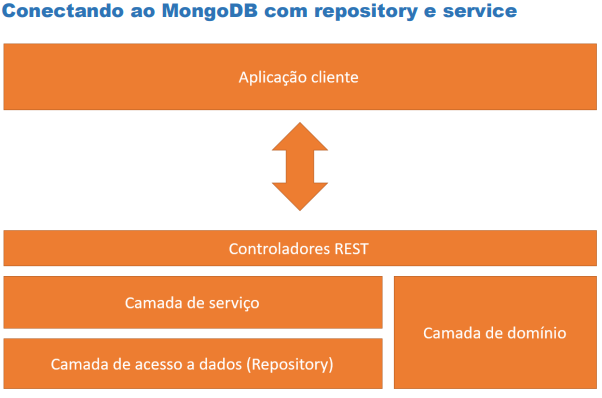 Conectando ao MongoDB com repository e service
Aplicação cliente
Controladores REST
Camada de serviço
Camada de domínio
Camada de acesso a dados (Repository)